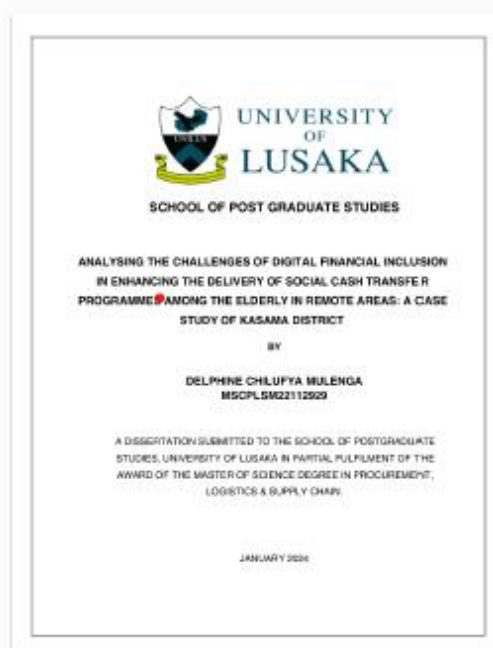 UNILUS
UNIVERSITY
OF
LUSAKA
SCHOOL OF POST GRADUATE STUDIES
ANALYSING THE CHALLENGES OF DIGITAL FINANCIAL INCLUSION
IN ENHANCING THE DELIVERY OF SOCIAL CASH TRANSFER
PROGRAMMES AMONG THE ELDERLY IN REMOTE AREAS: A CASE
STUDY OF KASAMA DISTRICT
BY
DELPHINE CHILUFYA MULENGA
MSCPLSM22112929
A DISSERTATION SUBMITTED TO THE SCHOOL OF POSTGRADUATE
STUDIES, UNIVERSITY OF LUSAKA IN PARTIAL FULFILMENT OF THE
AWARD OF THE MASTER OF SCIENCE DEGREE IN PROCUREMENT,
LOGISTICS & SUPPLY CHAIN.
JANUARY 2024